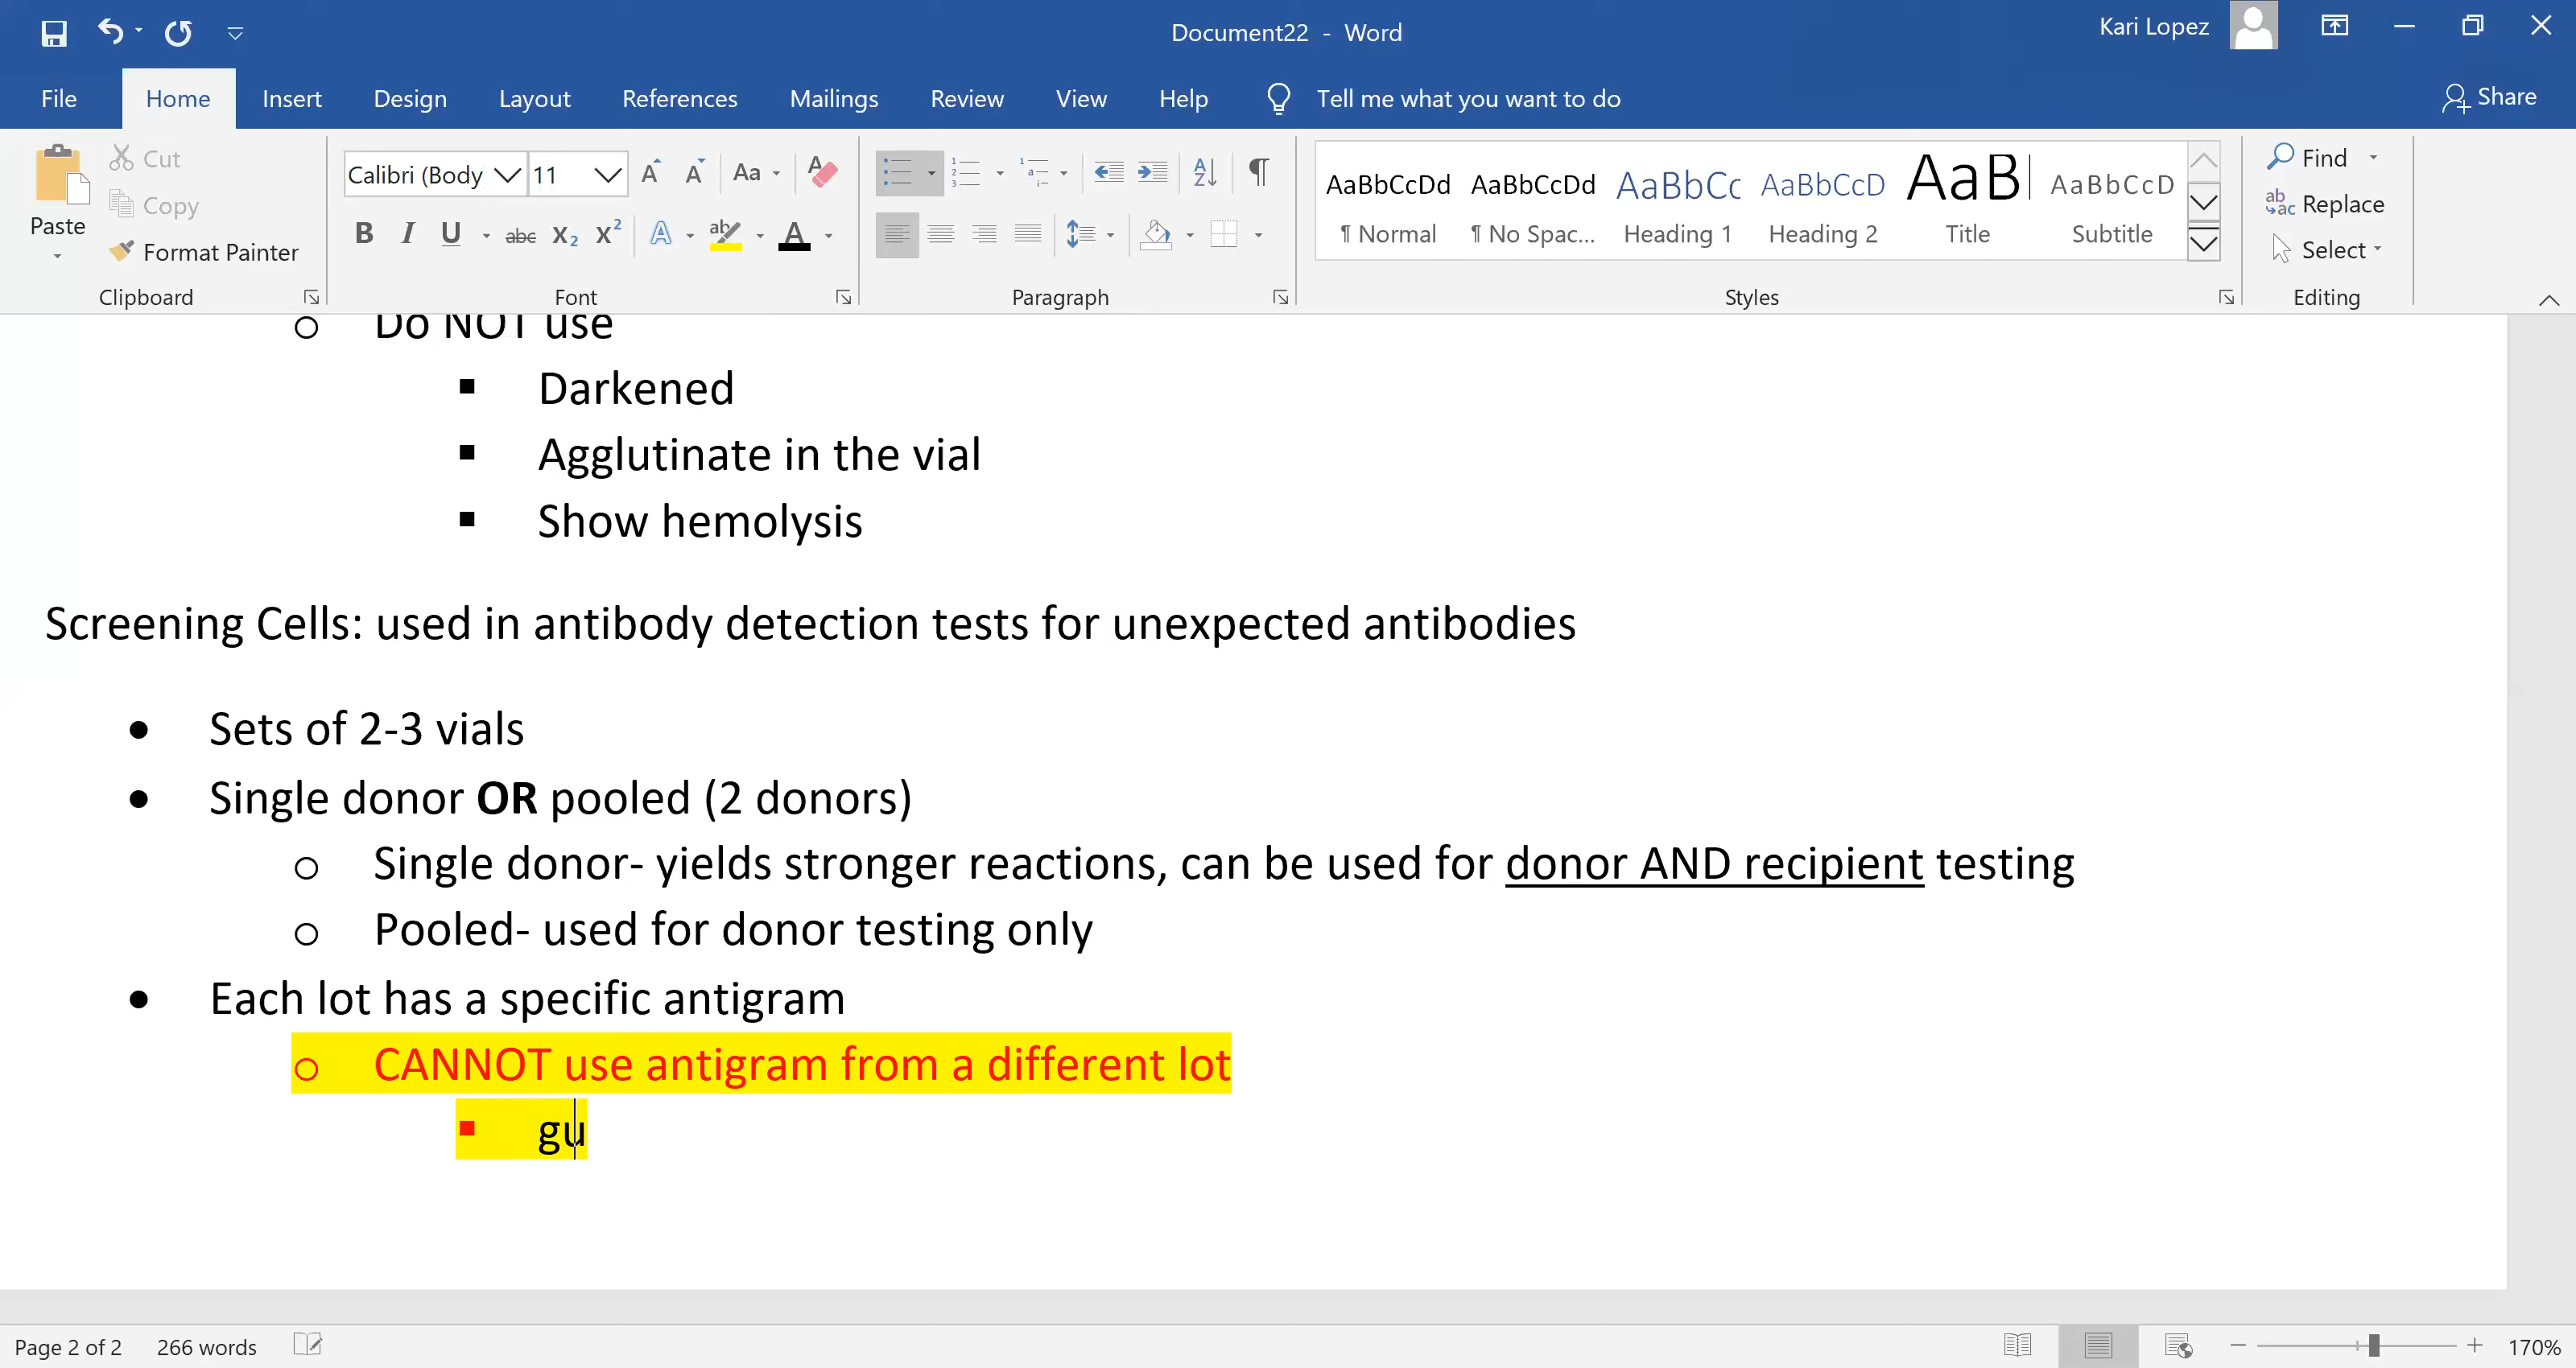 Document22 - Word
Kari Lopez
File Home Insert Design Layout References Mailings Review View Help Tell me what you want to do Share
Paste
Cut
Copy
Format Painter
Clipboard
Calibri (Body 11
Font
Paragraph
AaBbCcDd AaBbCcDd AaBbCc AaBbCcD AaB AaBbCcD
¶ Normal ¶ No Spac... Heading 1 Heading 2 Title Subtitle
Styles
Find
Replace
Select
Editing
o Do NOT use
▪ Darkened
▪ Agglutinate in the vial
▪ Show hemolysis
Screening Cells: used in antibody detection tests for unexpected antibodies
• Sets of 2-3 vials
• Single donor OR pooled (2 donors)
o Single donor- yields stronger reactions, can be used for donor AND recipient testing
o Pooled- used for donor testing only
• Each lot has a specific antigram
o CANNOT use antigram from a different lot
▪ gu
Page 2 of 2 266 words 170%